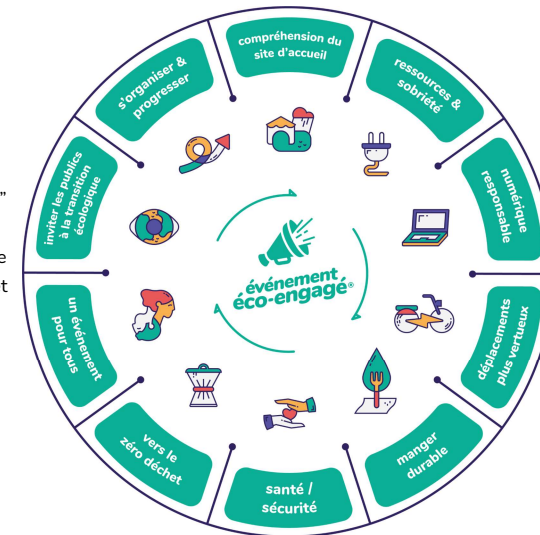 compréhension du
site d'accueil
ressources &
sobriété
numérique
responsable
déplacements
plus vertueux
manger
durable
santé /
sécurité
vers le
zéro déchet
un événement
pour tous
inviter les publics
à la transition
écologique
s'organiser &
progresser
événement
éco-engagé®
”
e
et